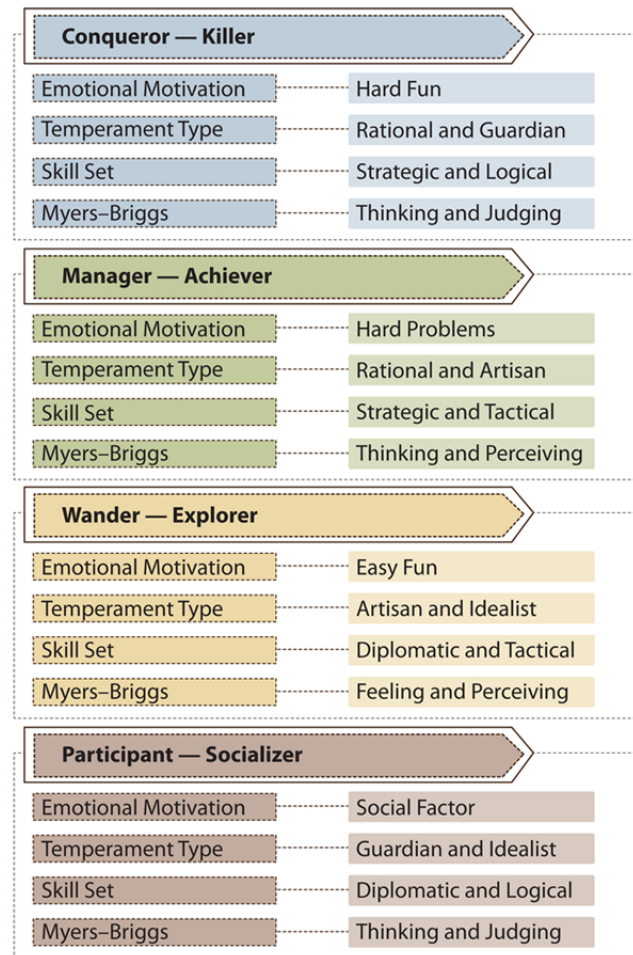 Conqueror — Killer
Emotional Motivation Hard Fun
Temperament Type Rational and Guardian
Skill Set Strategic and Logical
Myers–Briggs Thinking and Judging
Manager — Achiever
Emotional Motivation Hard Problems
Temperament Type Rational and Artisan
Skill Set Strategic and Tactical
Myers–Briggs Thinking and Perceiving
Wander — Explorer
Emotional Motivation Easy Fun
Temperament Type Artisan and Idealist
Skill Set Diplomatic and Tactical
Myers–Briggs Feeling and Perceiving
Participant — Socializer
Emotional Motivation Social Factor
Temperament Type Guardian and Idealist
Skill Set Diplomatic and Logical
Myers–Briggs Thinking and Judging